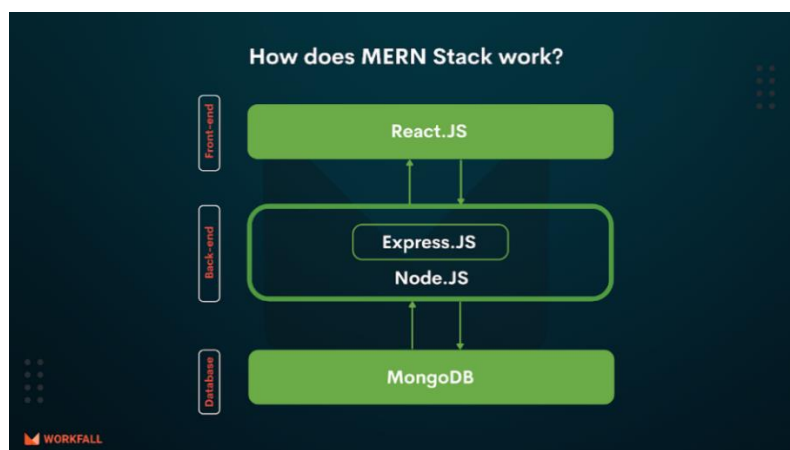 How does MERN Stack work?
Front-end
React.JS
Back-end
Express.JS
Node.JS
Database
MongoDB
WORKFALL